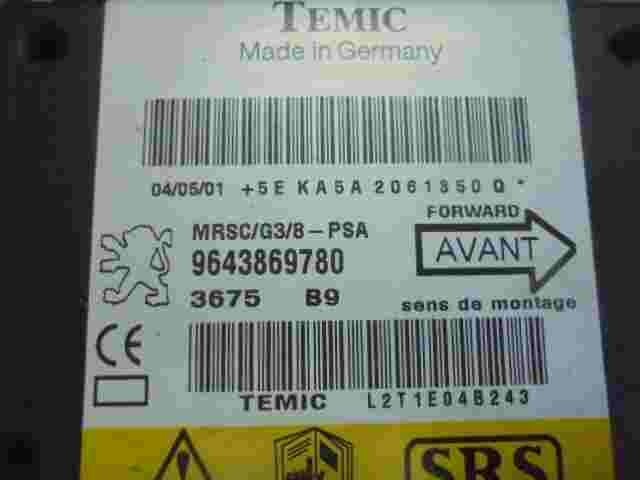 TEMIC
Made in Germany
04/05/01 +5E KA5A 2061350 Q *
FORWARD
AVANT
MRSC/G3/8-PSA
9643869780
3675 B9
sens de montage
CE
TEMIC L2T1E04B243
SRS